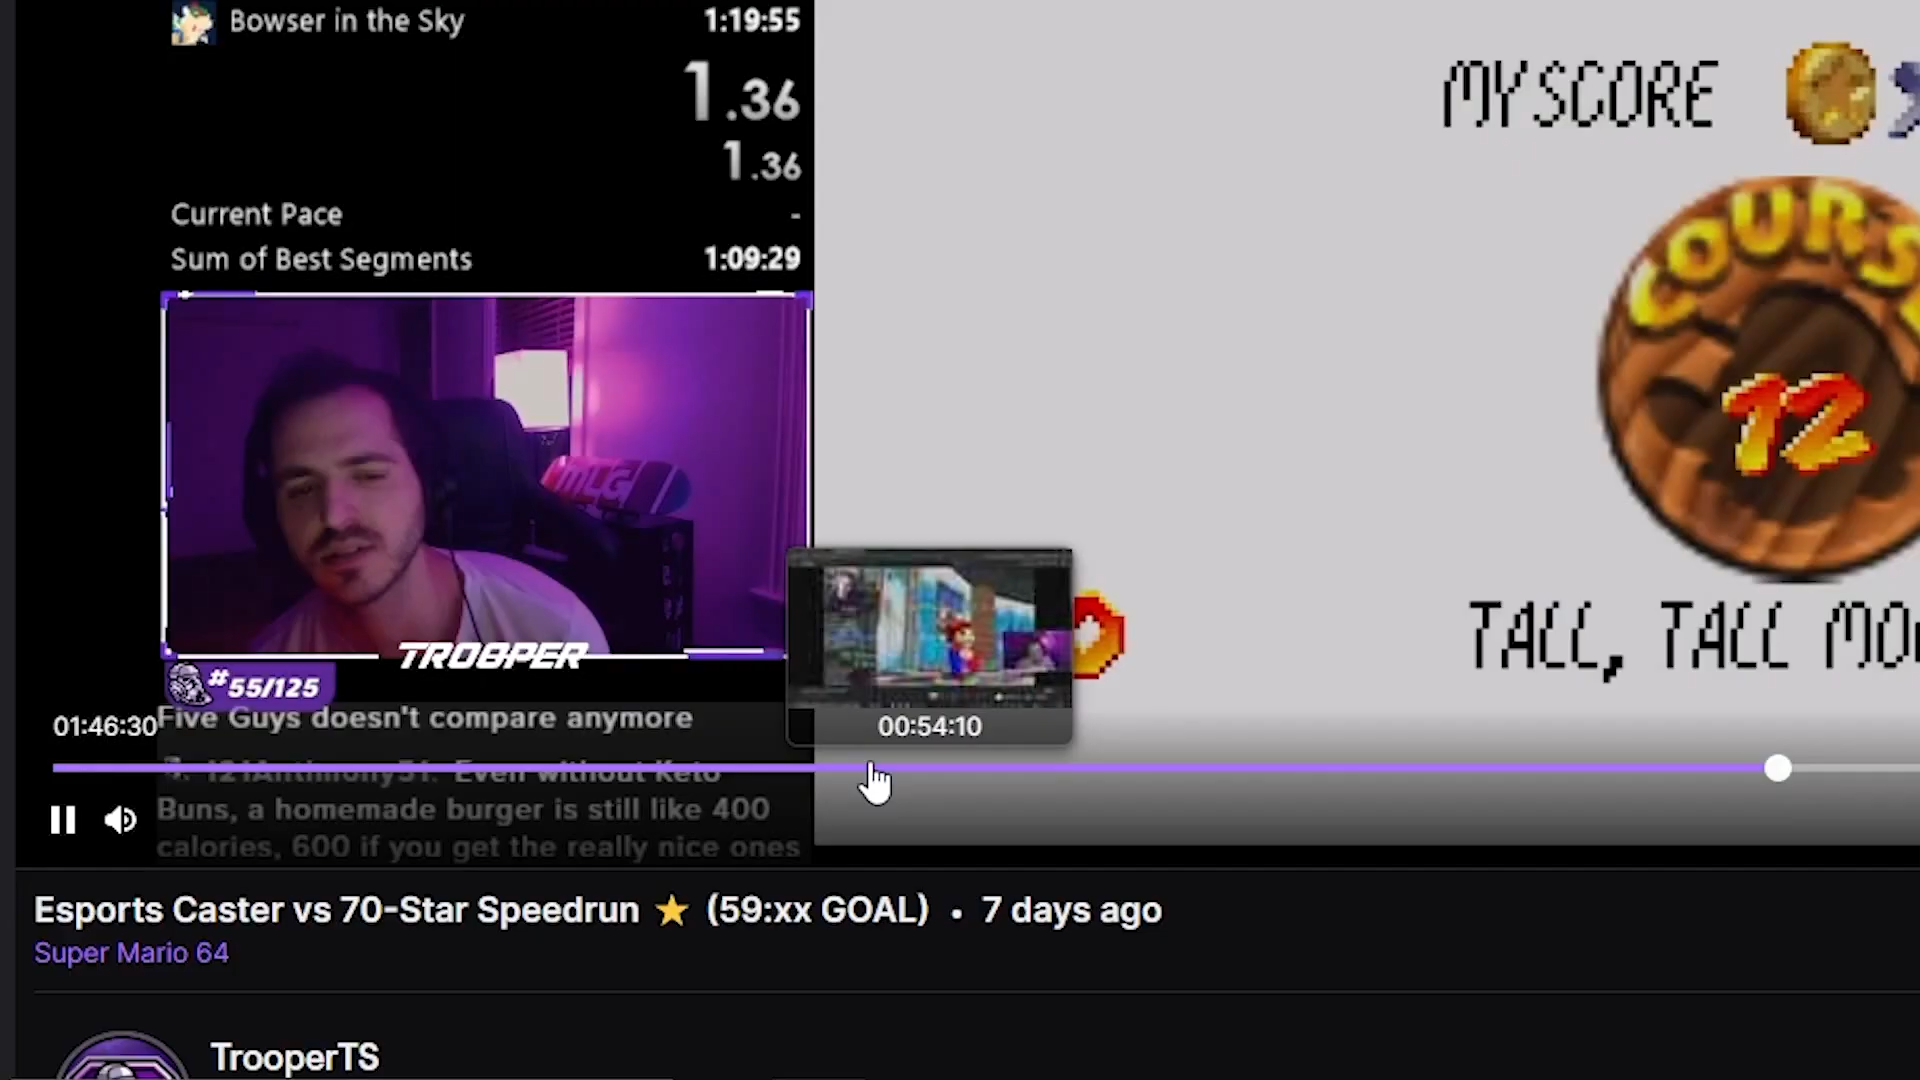 Bowser in the Sky 1:19:55
1.36
1.36
Current Pace -
Sum of Best Segments 1:09:29
MY SCORE
COURSE
12
TALL, TALL MO
MLG
TROOPER
#55/125
01:46:30
Five Guys doesn't compare anymore
00:54:10
Even without Keto
Buns, a homemade burger is still like 400
calories, 600 if you get the really nice ones
Esports Caster vs 70-Star Speedrun ⭐ (59:xx GOAL) • 7 days ago
Super Mario 64
TrooperTS